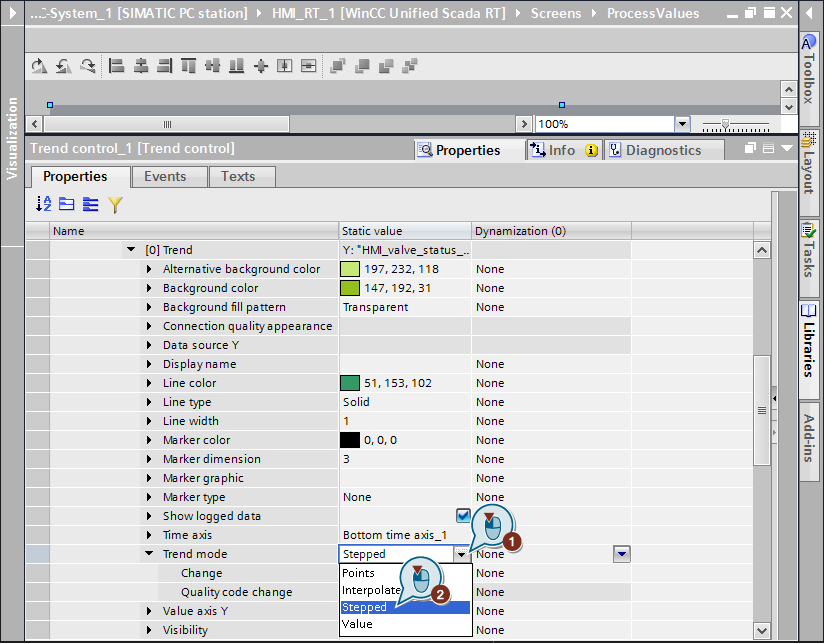 ...C-System_1 [SIMATIC PC station] HMI_RT_1 [WinCC Unified Scada RT] Screens ProcessValues
Visualization
100%
Trend control_1 [Trend control]
Properties Info Diagnostics
Properties Events Texts
Name Static value Dynamization (0)
[0] Trend Y: "HMI_valve_status_...
Alternative background color 197, 232, 118 None
Background color 147, 192, 31 None
Background fill pattern Transparent None
Connection quality appearance
Data source Y
Display name None
Line color 51, 153, 102 None
Line type Solid None
Line width 1 None
Marker color 0, 0, 0 None
Marker dimension 3 None
Marker graphic None
Marker type None None
Show logged data
Time axis Bottom time axis_1
1
Trend mode Stepped None
Change Points None
Quality code change Interpolate None
2
Stepped
Value axis Y None
Value
Visibility None
Toolbox
Layout
Tasks
Libraries
Add-ins